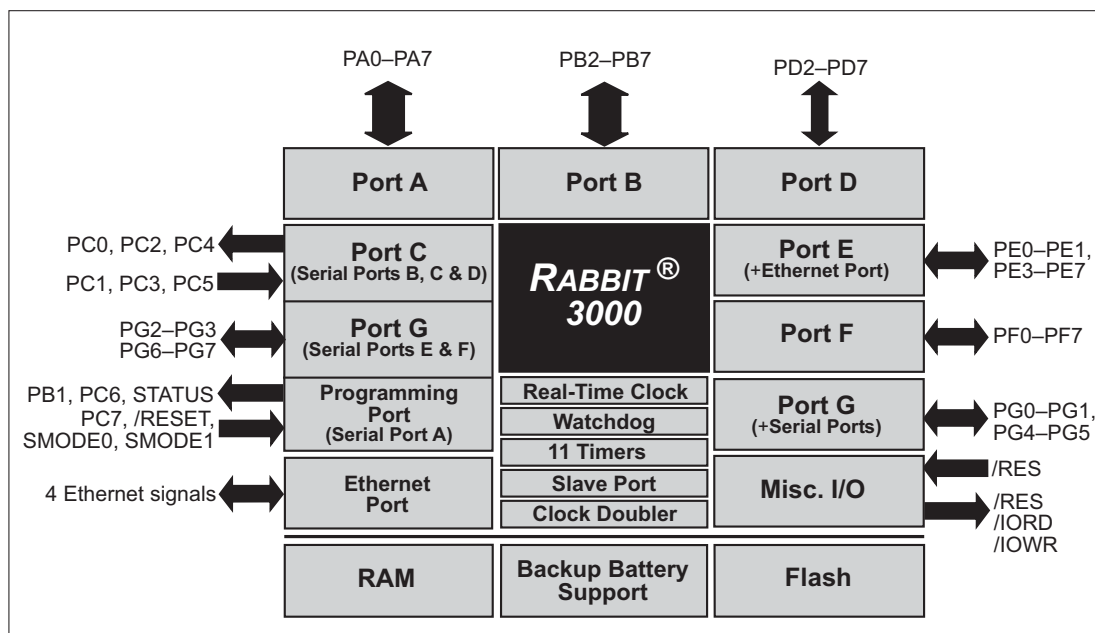 PA0–PA7
PB2–PB7
PD2–PD7
Port A
Port B
Port D
PC0, PC2, PC4
PC1, PC3, PC5
Port C
(Serial Ports B, C & D)
RABBIT ®
3000
Port E
(+Ethernet Port)
PE0–PE1,
PE3–PE7
PG2–PG3
PG6–PG7
Port G
(Serial Ports E & F)
Port F
PF0–PF7
PB1, PC6, STATUS
PC7, /RESET,
SMODE0, SMODE1
Programming
Port
(Serial Port A)
Real-Time Clock
Watchdog
11 Timers
Slave Port
Clock Doubler
Port G
(+Serial Ports)
PG0–PG1,
PG4–PG5
4 Ethernet signals
Ethernet
Port
Misc. I/O
/RES
/RES
/IORD
/IOWR
RAM
Backup Battery
Support
Flash